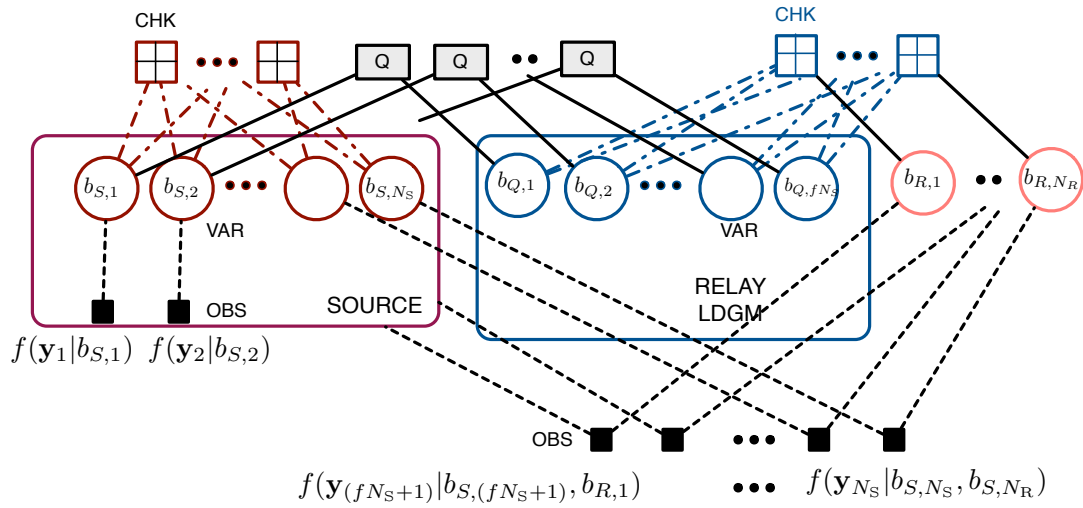 CHK
CHK
Q
Q
Q
b_{S,1}
b_{S,2}
b_{S,N_S}
b_{Q,1}
b_{Q,2}
b_{Q,fN_S}
b_{R,1}
b_{R,N_R}
VAR
VAR
OBS
SOURCE
RELAY
LDGM
f(y_1|b_{S,1})
f(y_2|b_{S,2})
OBS
f(y_{(fN_S+1)}|b_{S,(fN_S+1)}, b_{R,1})
f(y_{N_S}|b_{S,N_S}, b_{S,N_R})